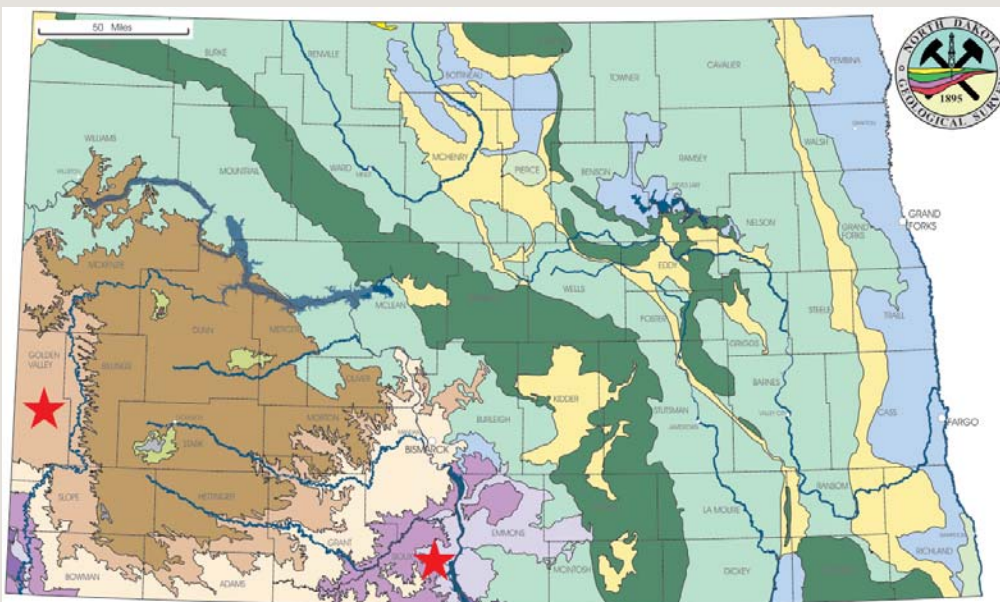 50 Miles
NORTH DAKOTA
GEOLOGICAL SURVEY
1895
BURKE
RENVILLE
BOTTINEAU
TOWNER
CAVALIER
PEMBINA
WILLIAMS
MOUNTRAIL
WARD
MCHENRY
PIERCE
BENSON
RAMSEY
WALSH
NELSON
GRAND FORKS
GRAND
FORKS
MCKENZIE
DUNN
MERCER
MCLEAN
WELLS
EDDY
FOSTER
GRIGGS
STEELE
TRAILL
GOLDEN
VALLEY
BILLINGS
OLIVER
BURLEIGH
KIDDER
STUTSMAN
BARNES
CASS
FARGO
STARK
MORTON
BISMARCK
SLOPE
HETTINGER
GRANT
EMMONS
LA MOURE
RANSOM
BOWMAN
ADAMS
SIOUX
MCINTOSH
DICKEY
RICHLAND